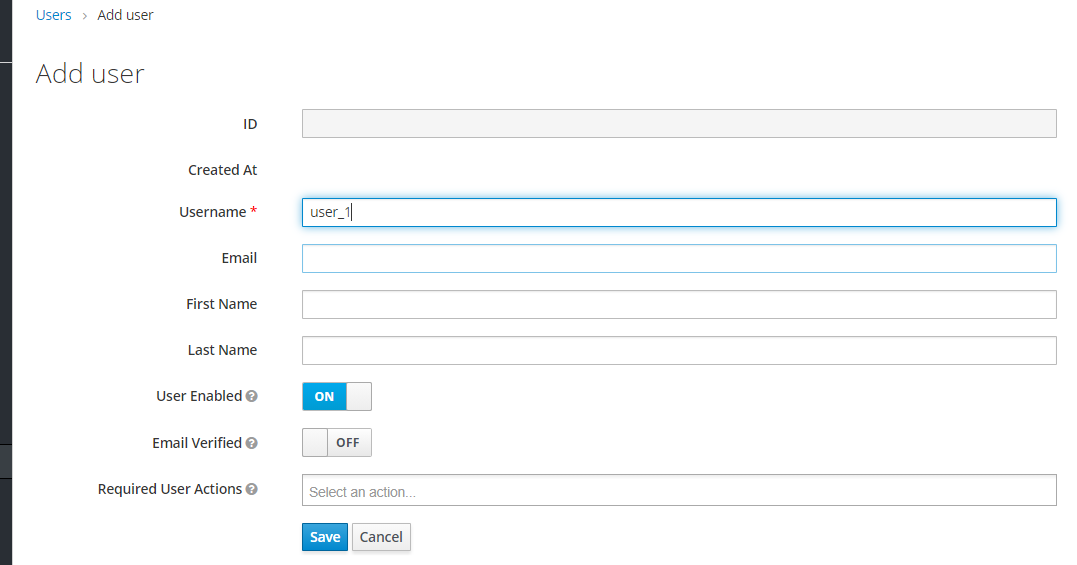 Users › Add user
Add user
ID
Created At
Username * user_1
Email
First Name
Last Name
User Enabled ? ON
Email Verified ? OFF
Required User Actions ? Select an action...
Save Cancel